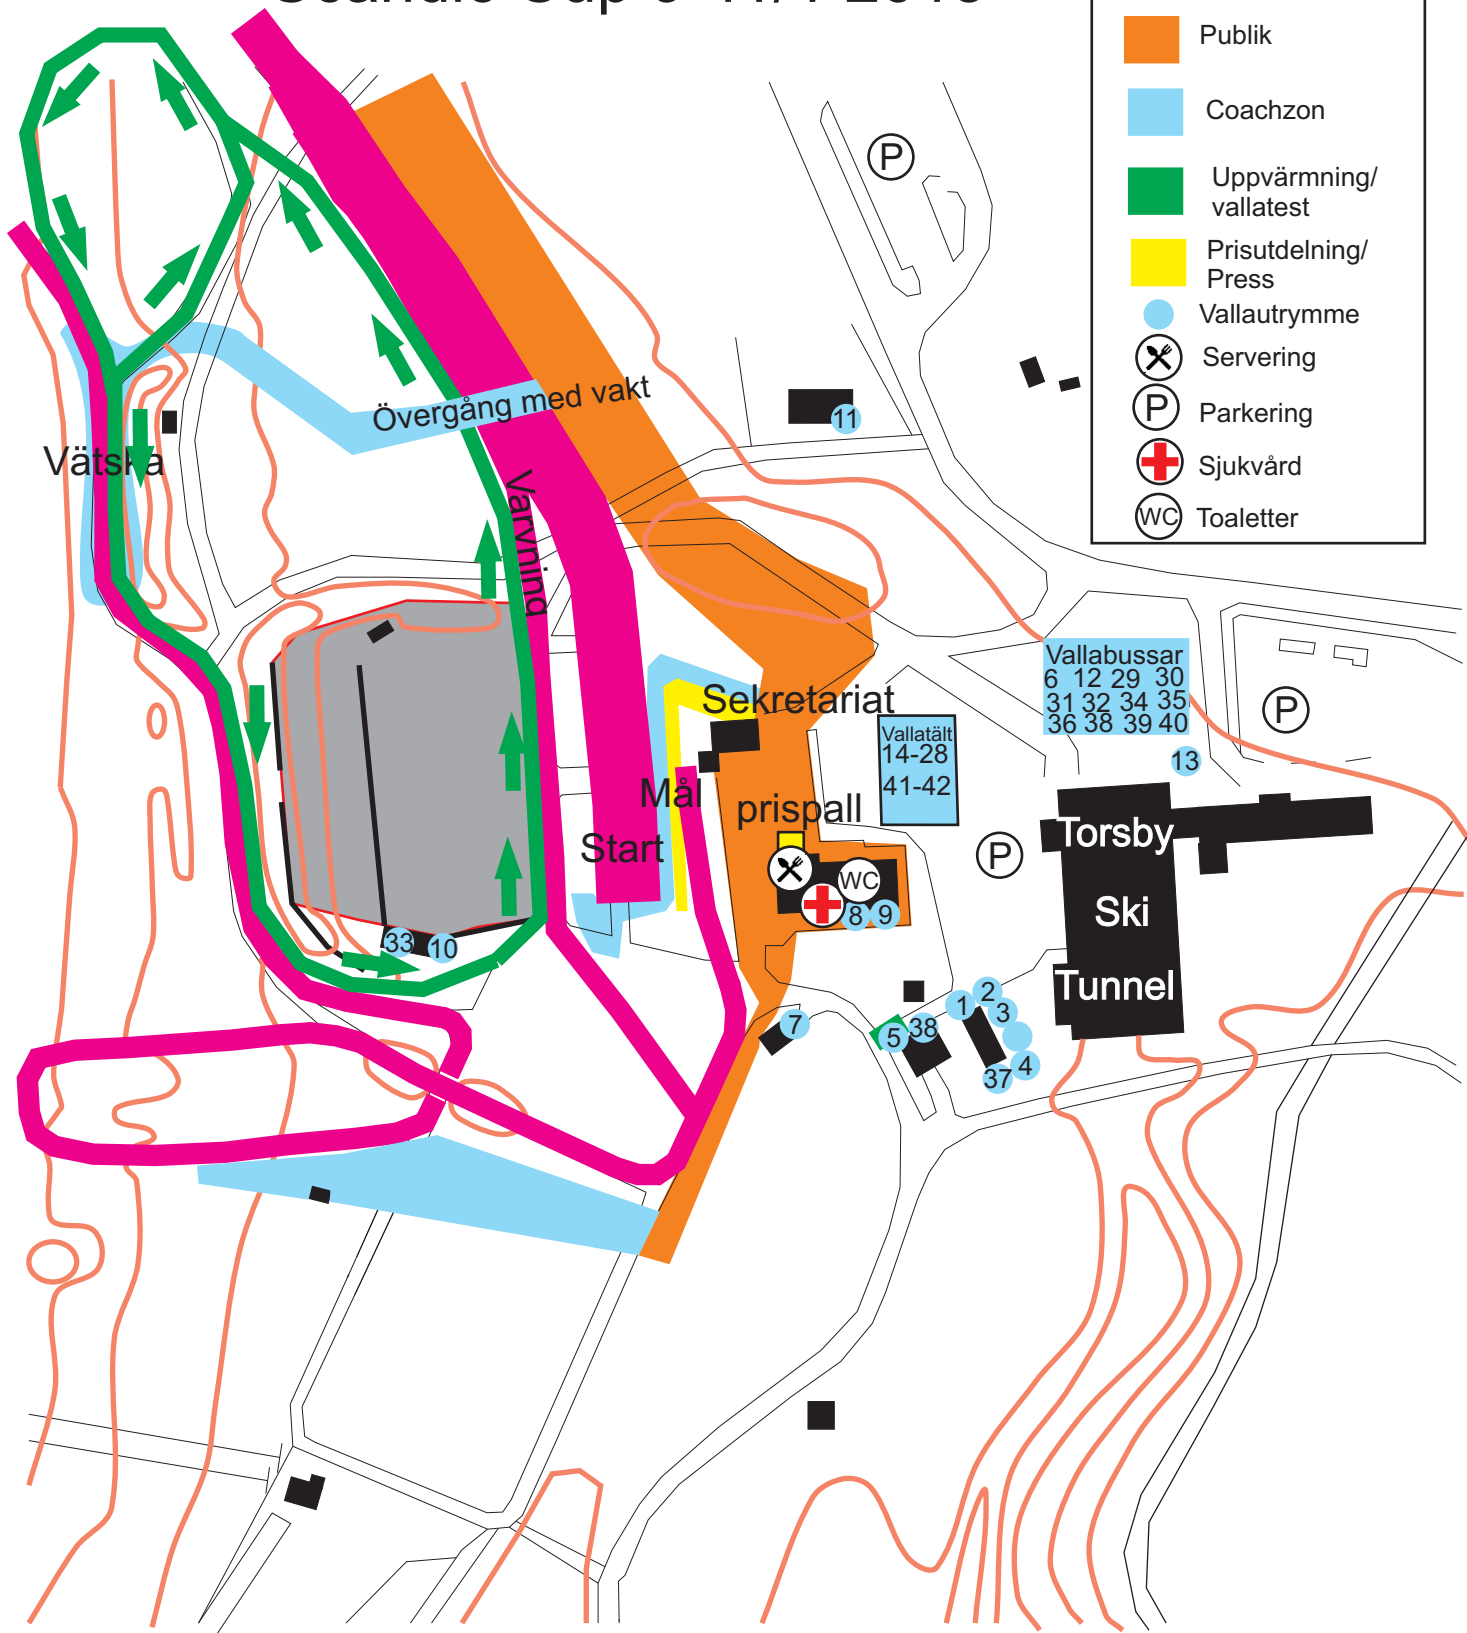 Publik
Coachzon
Uppvärmning/
vallatest
Prisutdelning/
Press
Vallautrymme
Servering
P Parkering
Sjukvård
WC Toaletter
P
11
Övergång med vakt
Vätska
Varvning
Vallabussar
6 12 29 30
31 32 34 35
36 38 39 40
P
13
Sekretariat
Vallatält
14-28
41-42
Mål
prispall
Start
P
Torsby
Ski
Tunnel
WC
8 9
33 10
7
5 38
1 2
3
4
37